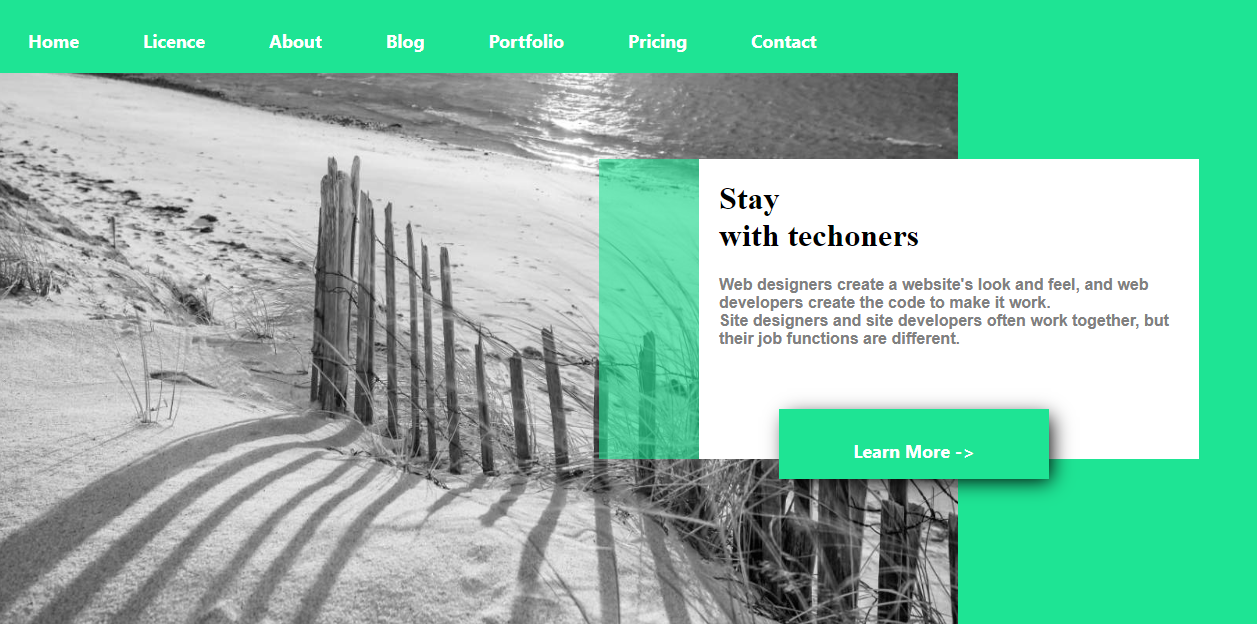 Home Licence About Blog Portfolio Pricing Contact
Stay
with techoners
Web designers create a website's look and feel, and web
developers create the code to make it work.
Site designers and site developers often work together, but
their job functions are different.
Learn More ->